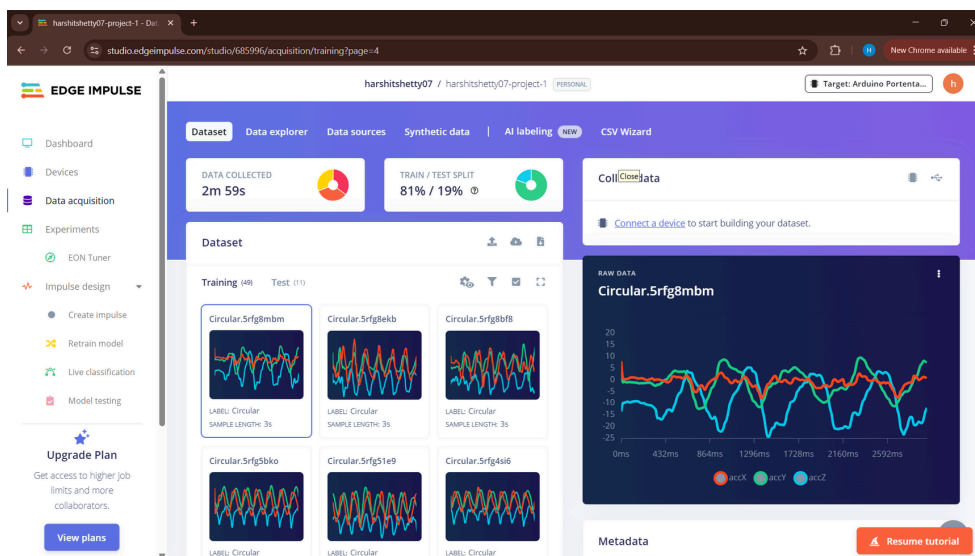 harshitshetty07-project-1 - Dat
studio.edgeimpulse.com/studio/685996/acquisition/training?page=4
H
New Chrome available
EDGE IMPULSE
harshitshetty07 / harshitshetty07-project-1 PERSONAL
Target: Arduino Portenta...
h
Dashboard
Devices
Data acquisition
Experiments
EON Tuner
Impulse design
Create impulse
Retrain model
Live classification
Model testing
Upgrade Plan
Get access to higher job
limits and more
collaborators.
View plans
Dataset Data explorer Data sources Synthetic data | AI labeling NEW CSV Wizard
DATA COLLECTED
2m 59s
TRAIN / TEST SPLIT
81% / 19%
Dataset
Training (49) Test (11)
Circular.5rfg8mbm
LABEL: Circular
SAMPLE LENGTH: 3s
Circular.5rfg8ekb
LABEL: Circular
SAMPLE LENGTH: 3s
Circular.5rfg8bf8
LABEL: Circular
SAMPLE LENGTH: 3s
Circular.5rfg5bko
LABEL: Circular
Circular.5rfg51e9
LABEL: Circular
Circular.5rfg4si6
LABEL: Circular
Coll Close data
Connect a device to start building your dataset.
RAW DATA
Circular.5rfg8mbm
20
15
10
5
0
-5
-10
-15
-20
-25
0ms 432ms 864ms 1296ms 1728ms 2160ms 2592ms
accX accY accZ
Metadata
Resume tutorial